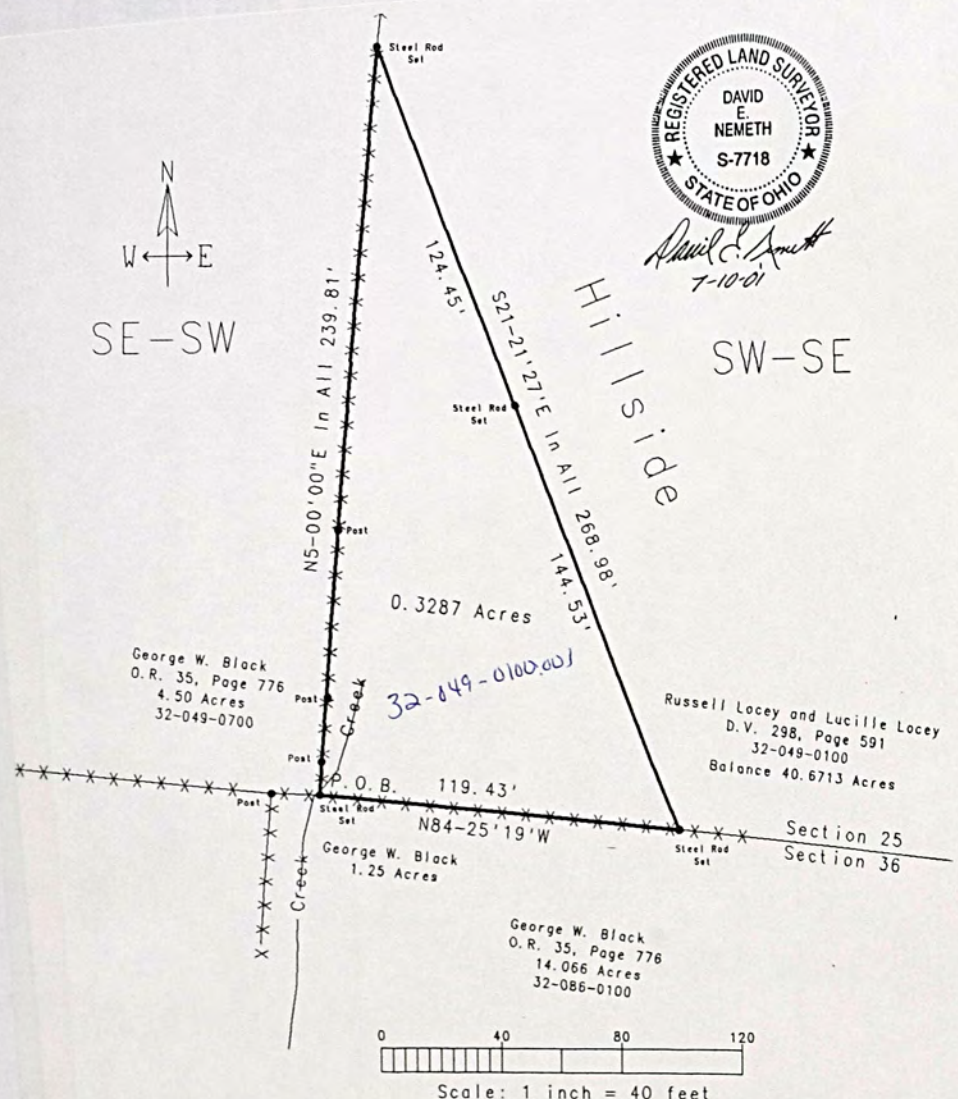 Steel Rod
Set
REGISTERED LAND SURVEYOR
DAVID
E.
NEMETH
S-7718
STATE OF OHIO
David E. Nemeth
7-10-01
N
W E
SE-SW
SW-SE
Hillside
N5-00'00"E In All 239.81'
124.45'
S21-21'27'E In All 268.98'
144.53'
Steel Rod
Set
Post
0.3287 Acres
32-049-0100.001
George W. Black
O.R. 35, Page 776
4.50 Acres
32-049-0700
Post
Creek
Post
Russell Locey and Lucille Locey
D.V. 298, Page 591
32-049-0100
Balance 40.6713 Acres
P.O.B. 119.43'
Post
Steel Rod
Set
N84-25'19'W
Steel Rod
Set
Section 25
Section 36
George W. Black
1.25 Acres
Creek
George W. Black
O.R. 35, Page 776
14.066 Acres
32-086-0100
0 40 80 120
Scale: 1 inch = 40 feet